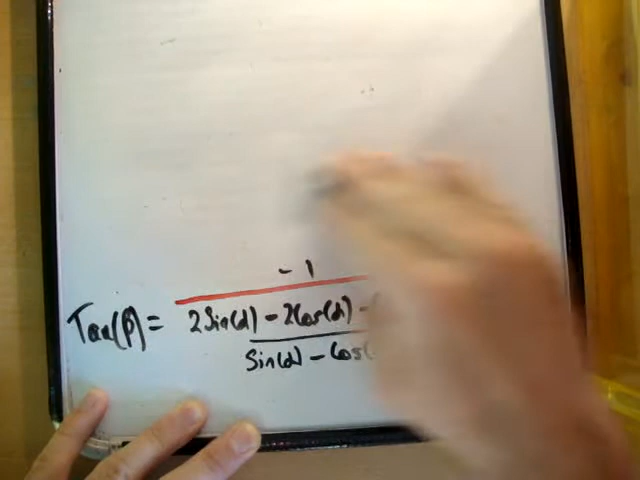 - 1
Tan(β) = 2Sin(α) - 2Cos(α) -
Sin(α) - Cos(